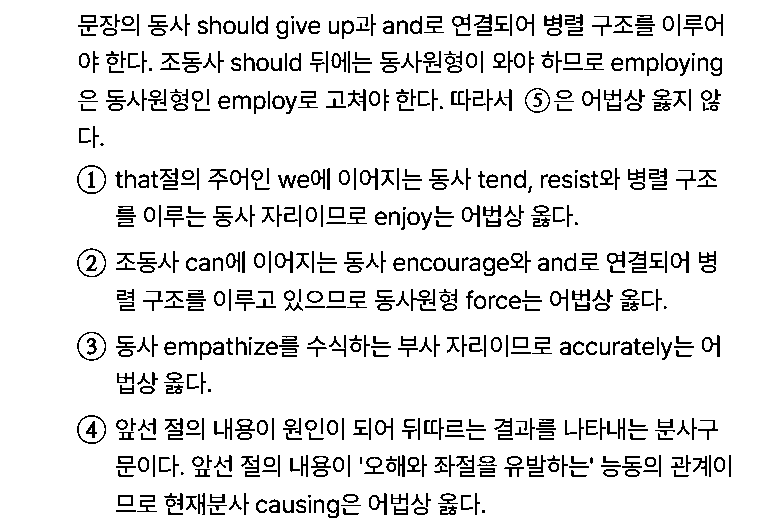 문장의 동사 should give up과 and로 연결되어 병렬 구조를 이루어
야 한다. 조동사 should 뒤에는 동사원형이 와야 하므로 employing
은 동사원형인 employ로 고쳐야 한다. 따라서 ⑤은 어법상 옳지 않
다.
① that절의 주어인 we에 이어지는 동사 tend, resist와 병렬 구조
를 이루는 동사 자리이므로 enjoy는 어법상 옳다.
② 조동사 can에 이어지는 동사 encourage와 and로 연결되어 병
렬 구조를 이루고 있으므로 동사원형 force는 어법상 옳다.
③ 동사 empathize를 수식하는 부사 자리이므로 accurately는 어
법상 옳다.
④ 앞선 절의 내용이 원인이 되어 뒤따르는 결과를 나타내는 분사구
문이다. 앞선 절의 내용이 '오해와 좌절을 유발하는' 능동의 관계이
므로 현재분사 causing은 어법상 옳다.